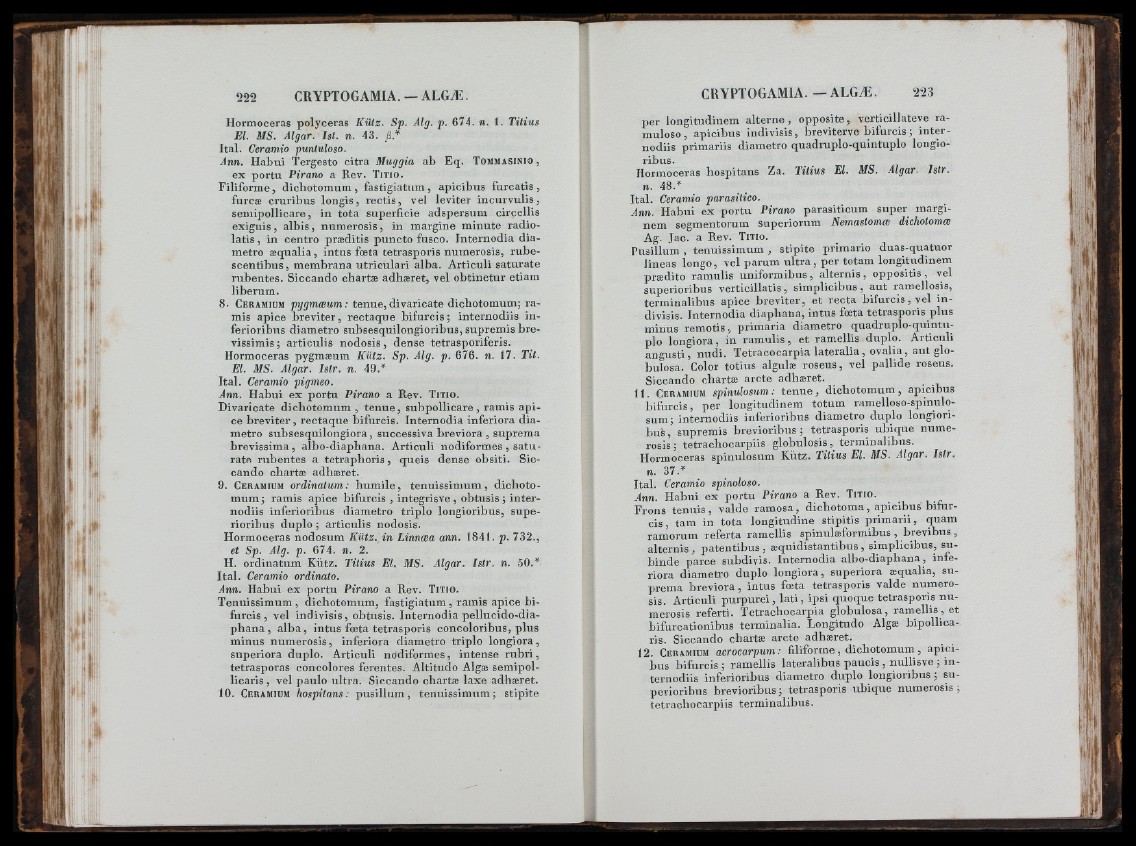 222 CRYPTOGAMIA. — ALGÆ.
Hormoceras polyceras Kütz. Sp. Alg. p. 674. n. 1. Titius
El. MS. Algar. Ist. n. 43. β.*
Ital. Ceramio puntuloso.
Ann. Habui Tergesto citra Muggia ab Eq. TOMMASINIO,
ex portu Pirano a Rev. TITIO.
Filiforme, dichotomum, fastigiatum, apicibus furcatis,
furcæ cruribus longis, rectis, vel leviter incurvulis,
semipollicare, in tota superficie adspersum circellis
exiguis, albis, numerosis, in margine minute radio-
latis, in centro præditis puncto fusco. Internodia dia-
metro æqualia, intus fœta tetrasporis numerosis, rube-
scentibus, membrana utriculari alba. Articuli saturate
rubentes. Siccando chartæ adhæret, vel obtinetur etiam
liberum.
8. CERAMIUM pygmæum: tenue, divaricate dichotomum; ra-
mis apice breviter, rectaque bifurcis; internodiis in-
ferioribus diametro subsesquilongioribus, supremis bre-
vissimis; articulis nodosis, dense tetrasporiferis.
Hormoceras pygmæum Kütz. Sp. Alg. p. 676. n. 17. Tit.
El. MS. Algar. Istr. n. 49.*
Ital. Ceramio pigmeo.
Ann. Habui ex portu Pirano a Rev. TITIO.
Divaricate dichotomum, tenue, subpollicare, ramis api-
ce breviter, rectaque bifurcis. Internodia inferiora dia-
metro subsesquilongiora, successiva breviora, suprema
brevissima, albo-diaphana. Articuli nodiformes, satu-
rate rubentes a tetraphoris, queis dense obsiti. Sic-
cando chartæ adhæret.
9. CERAMIUM ordinatum: humile, tenuissimum, dichoto-
mum; ramis apice bifurcis, integrisve, obtusis; inter-
nodiis inferioribus diametro triplo longioribus, supe-
rioribus duplo; articulis nodosis.
Hormoceras nodosum Kütz. in Linnœa ann. 1841. p. 732.,
et Sp. Alg. p. 674. n. 2.
H. ordinatum Kütz. Titius El. MS. Algar. Istr. n. 50.*
Ital. Ceramio ordinato.
Ann. Habui ex portu Pirano a Rev. TITIO.
Tenuissimum, dichotomum, fastigiatum, ramis apice bi-
furcis, vel indivisis, obtusis. Internodia pellucido-dia-
phana, alba, intus fœta tetrasporis concoloribus, plus
minus numerosis, inferiora diametro triplo longiora,
superiora duplo. Articuli nodiformes, intense rubri,
tetrasporas concolores ferentes. Altitudo Algæ semipol-
licaris, vel paulo ultra. Siccando chartæ laxe adhæret.
10. CERAMIUM hospitans: pusillum, tenuissimum; stipite
CRYPTOGAMIA. — ALGÆ. 223
per longitudinem alterne, opposite, verticillateve ra-
muloso, apicibus indivisis, breviterve bifurcis; inter-
nodiis primariis diametro quadruplo-quintuplo longio-
ribus.
Hormoceras hospitans Za. Titius El. MS. Algar. Istr.
n. 48.*
Ital. Ceramio parasitico.
Ann. Habui ex portu Pirano parasiticum super margi-
nem segmentorum superiorum Nemastomæ dichotomæ
Ag. Jac. a Rev. TITIO.
Pusillum, tenuissimum, stipite primario duas-quatuor
lineas longo, vel parum ultra, per totam longitudinem
prædito ramulis uniformibus, alternis, oppositis, vel
superioribus verticillatis, simplicibus, aut ramellosis,
terminalibus apice breviter, et recta bifurcis, vel in-
divisis. Internodia diaphana, intus fœta tetrasporis plus
minus remotis, primaria diametro quadruplo-quintu-
plo longiora, in ramulis, et ramellis duplo. Articuli
angusti, nudi. Tetracocarpia lateralia, ovalia, aut glo-
bulosa. Color totius algulæ roseus, vel pallide roseus.
Siccando chartæ arcte adhæret.
11. CERAMIUM spinulosum: tenue, dichotomum, apicibus
bifurcis, per longitudinem totum ramelloso-spinulo-
sum; internodiis inferioribus diametro duplo longiori-
bus, supremis brevioribus; tetrasporis ubique nume-
rosis; tetrachocarpiis globulosis, terminalibus.
Hormoceras spinulosum Kütz. Titius El. MS. Algar. Istr.
n. 37.*
Ital. Ceramio spinoloso.
Ann. Habui ex portu Pirano a Rev. TITIO.
Frons tenuis, valde ramosa, dichotoma, apicibus bifur-
cis, tam in tota longitudine stipitis primarii, quam
ramorum referta ramellis spinulæformibus, brevibus,
alternis, patentibus, æquidistantibus, simplicibus, su-
binde parce subdivis. Internodia albo-diaphana, infe-
riora diametro duplo longiora, superiora æqualia, su-
prema breviora, intus fœta tetrasporis valde numero-
sis. Articuli purpurei, lati, ipsi quoque tetrasporis nu-
merosis referti. Tetrachocarpia globulosa, ramellis, et
bifurcationibus terminalia. Longitudo Algæ bipollica-
ris. Siccando chartæ arcte adhæret.
12. CERAMIUM acrocarpum: filiforme, dichotomum, apici-
bus bifurcis; ramellis lateralibus paucis, nullisve; in-
ternodiis inferioribus diametro duplo longioribus; su-
perioribus brevioribus; tetrasporis ubique numerosis;
tetrachocarpiis terminalibus.